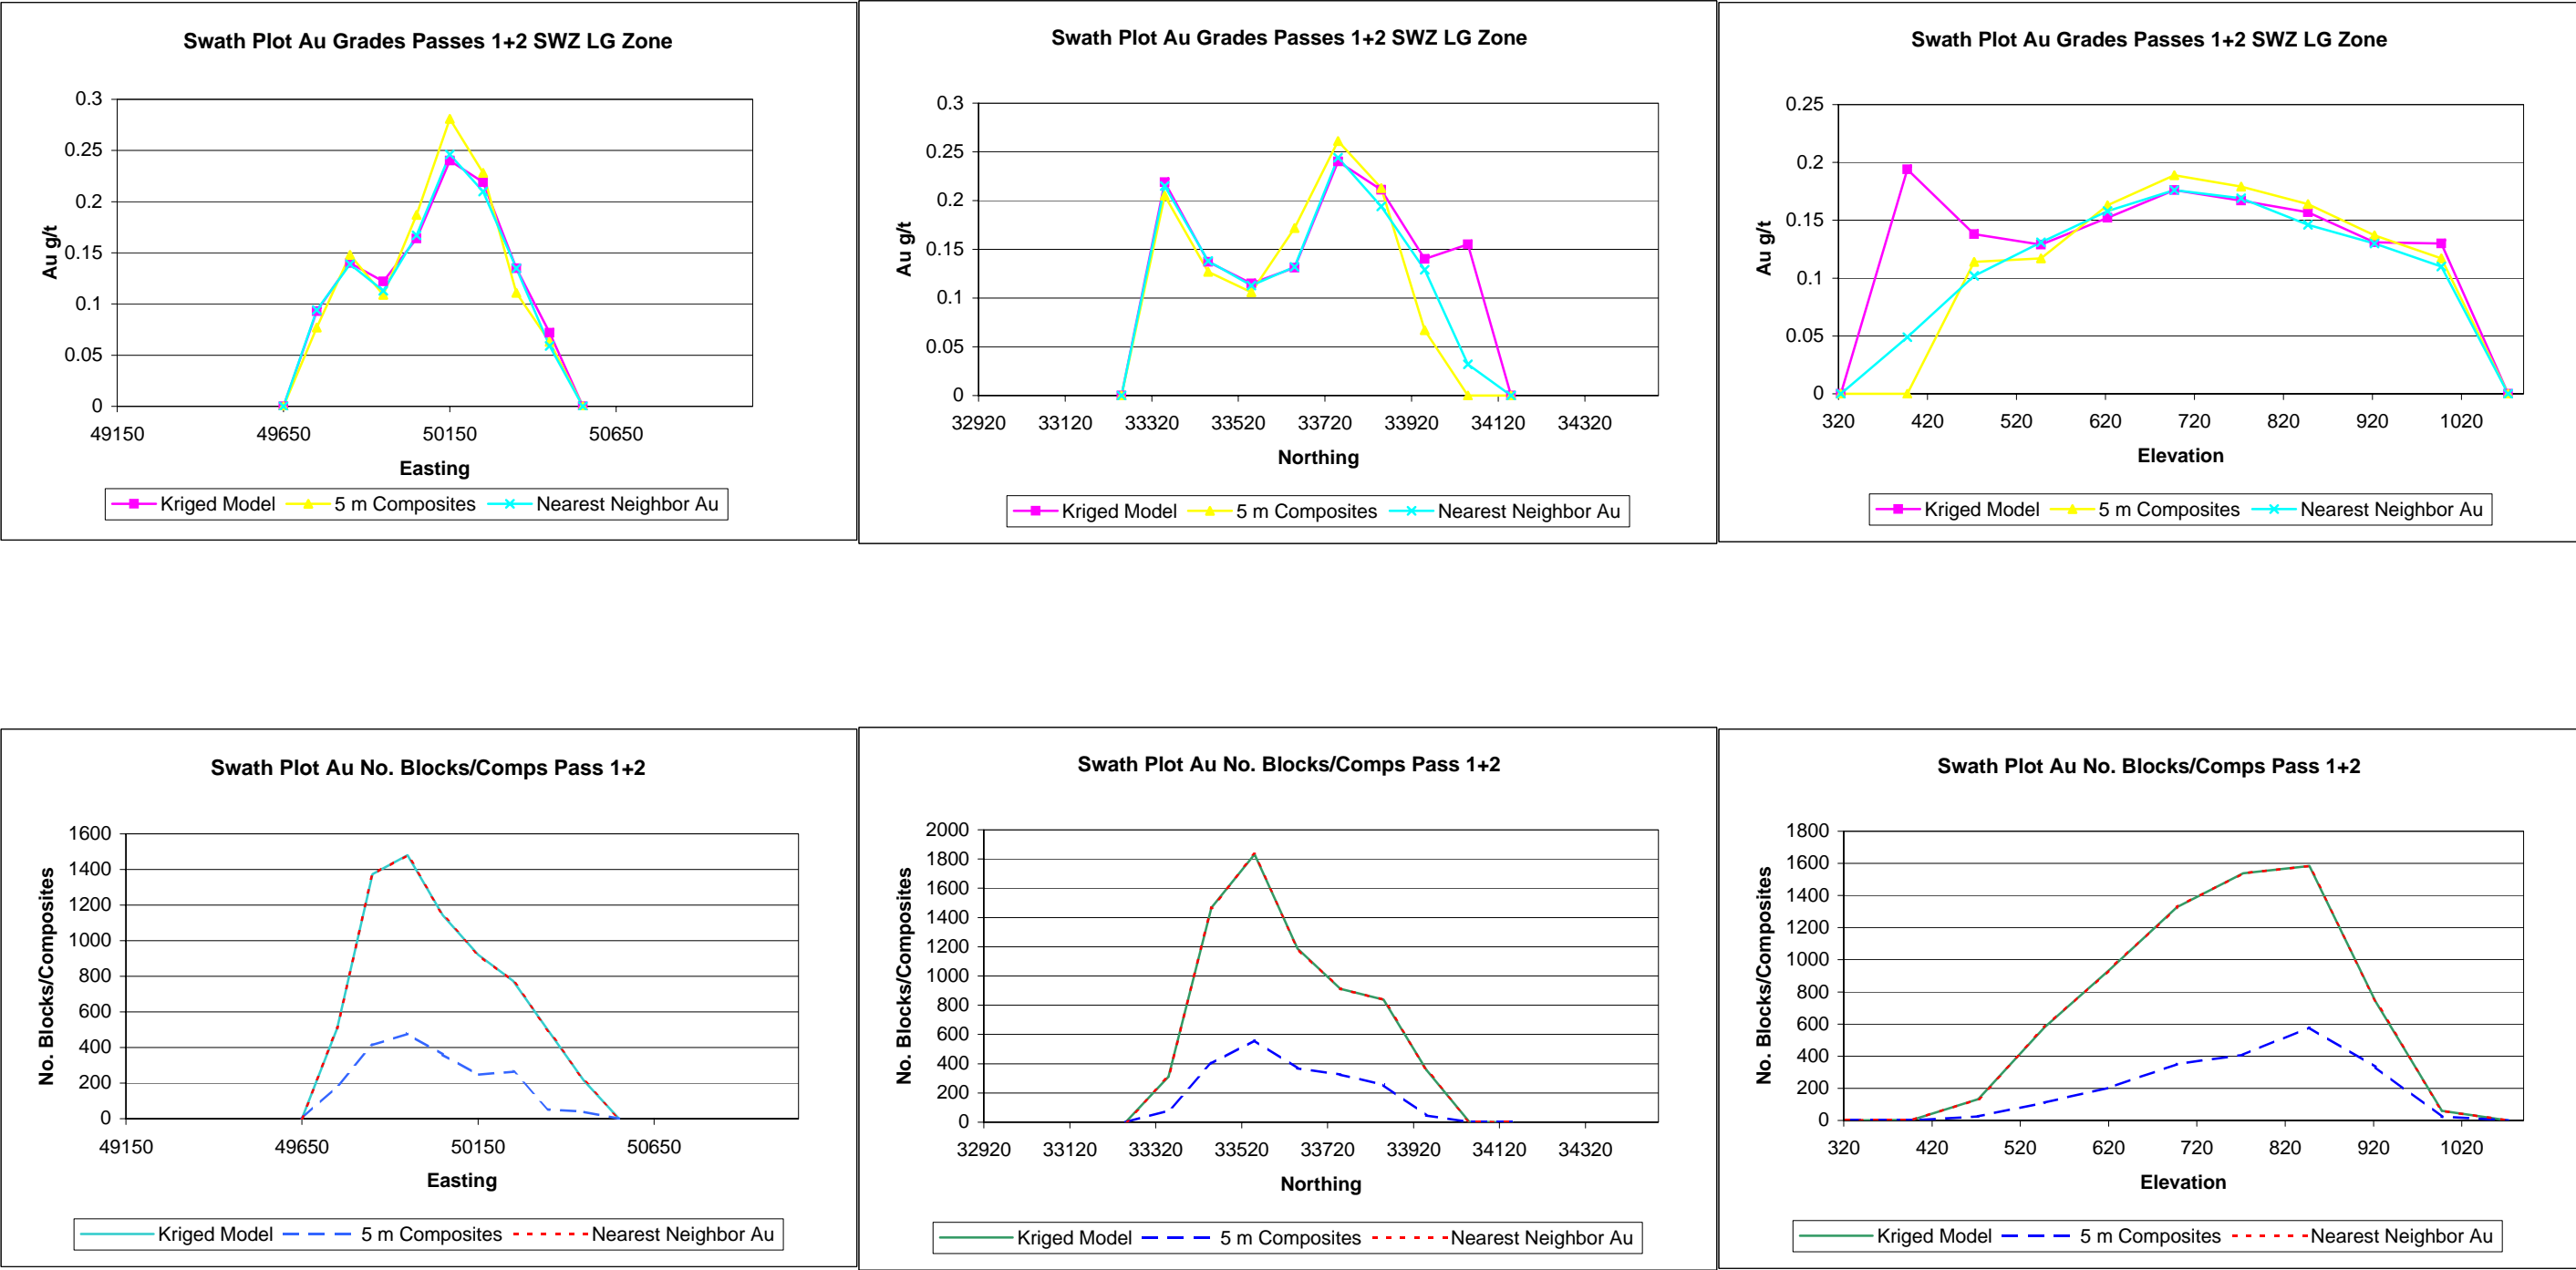 Swath Plot Au Grades Passes 1+2 SWZ LG Zone
0.3
0.25
0.2
0.15
0.1
0.05
0
Au g/t
49150 49650 50150 50650
Easting
Kriged Model 5 m Composites Nearest Neighbor Au
Swath Plot Au Grades Passes 1+2 SWZ LG Zone
0.3
0.25
0.2
0.15
0.1
0.05
0
Au g/t
32920 33120 33320 33520 33720 33920 34120 34320
Northing
Kriged Model 5 m Composites Nearest Neighbor Au
Swath Plot Au Grades Passes 1+2 SWZ LG Zone
0.25
0.2
0.15
0.1
0.05
0
Au g/t
320 420 520 620 720 820 920 1020
Elevation
Kriged Model 5 m Composites Nearest Neighbor Au
Swath Plot Au No. Blocks/Comps Pass 1+2
1600
1400
1200
1000
800
600
400
200
0
No. Blocks/Composites
49150 49650 50150 50650
Easting
Kriged Model 5 m Composites Nearest Neighbor Au
Swath Plot Au No. Blocks/Comps Pass 1+2
2000
1800
1600
1400
1200
1000
800
600
400
200
0
No. Blocks/Composites
32920 33120 33320 33520 33720 33920 34120 34320
Northing
Kriged Model 5 m Composites Nearest Neighbor Au
Swath Plot Au No. Blocks/Comps Pass 1+2
1800
1600
1400
1200
1000
800
600
400
200
0
No. Blocks/Composites
320 420 520 620 720 820 920 1020
Elevation
Kriged Model 5 m Composites Nearest Neighbor Au